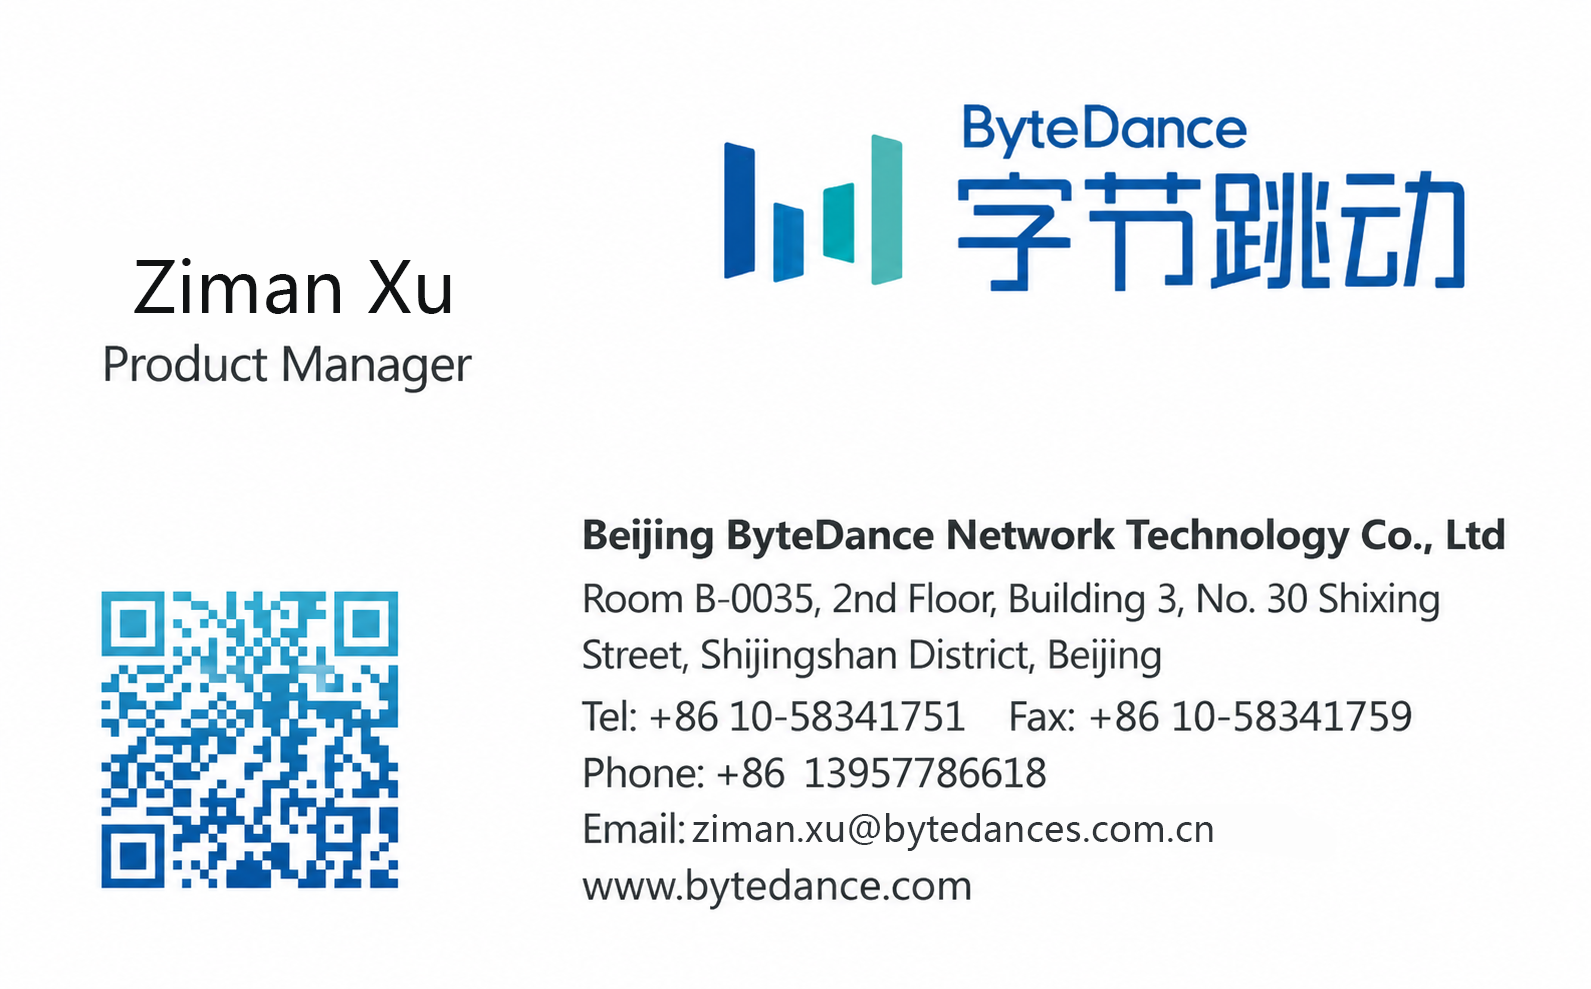 ByteDance
字节跳动
Ziman Xu
Product Manager
Beijing ByteDance Network Technology Co., Ltd
Room B-0035, 2nd Floor, Building 3, No. 30 Shixing
Street, Shijingshan District, Beijing
Tel: +86 10-58341751 Fax: +86 10-58341759
Phone: +86 13957786618
Email: ziman.xu@bytedances.com.cn
www.bytedance.com